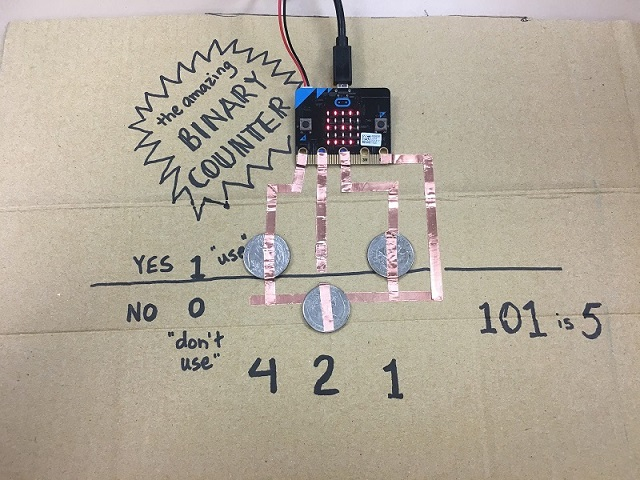 the amazing
BINARY
COUNTER
YES 1 "use"
NO 0
"don't
use"
4 2 1
101 is 5